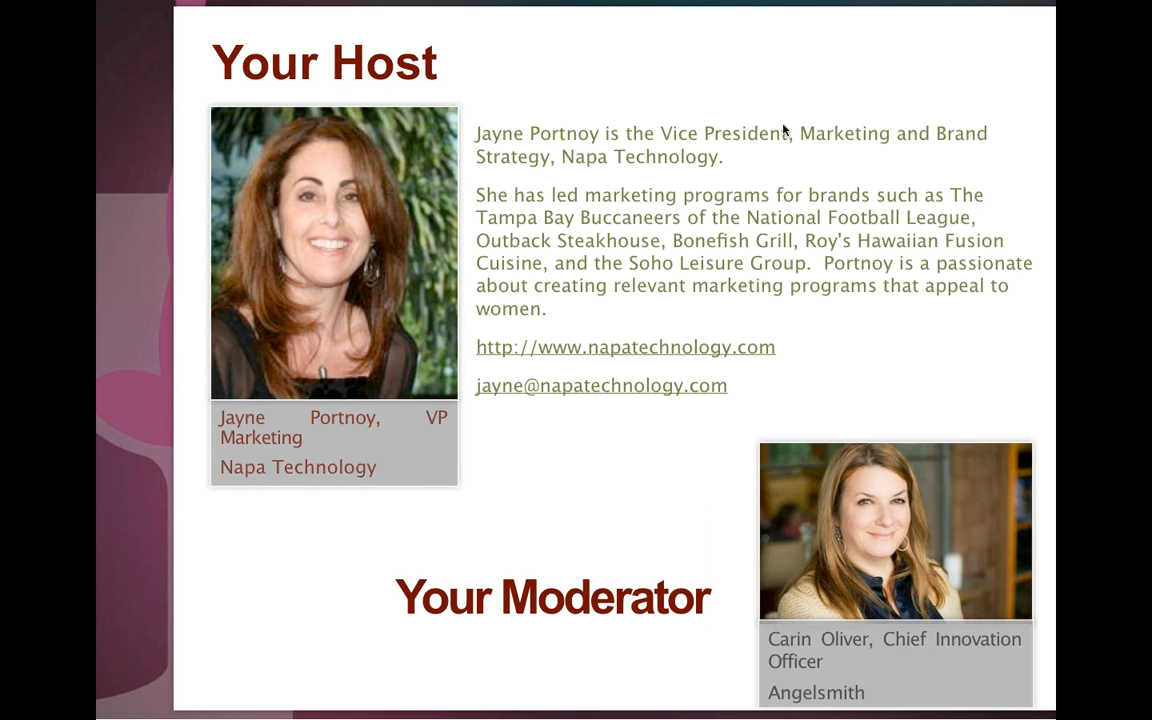 Your Host
Jayne Portnoy is the Vice President, Marketing and Brand
Strategy, Napa Technology.
She has led marketing programs for brands such as The
Tampa Bay Buccaneers of the National Football League,
Outback Steakhouse, Bonefish Grill, Roy's Hawaiian Fusion
Cuisine, and the Soho Leisure Group.  Portnoy is a passionate
about creating relevant marketing programs that appeal to
women.
http://www.napatechnology.com
jayne@napatechnology.com
Jayne Portnoy, VP
Marketing
Napa Technology
Your Moderator
Carin Oliver, Chief Innovation
Officer
Angelsmith